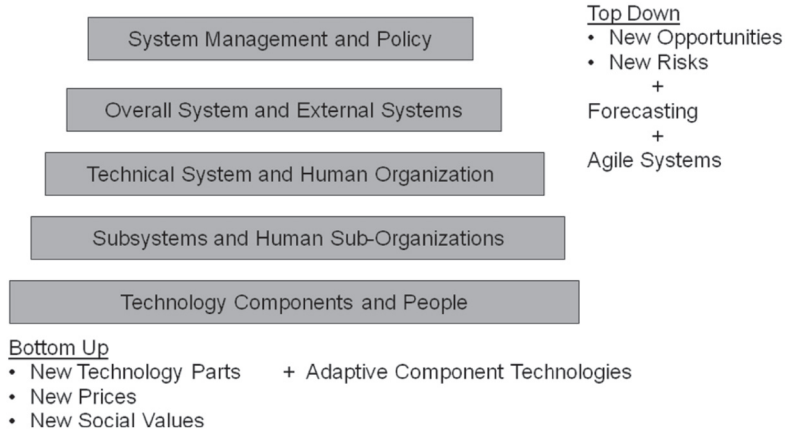 System Management and Policy
Overall System and External Systems
Technical System and Human Organization
Subsystems and Human Sub-Organizations
Technology Components and People
Top Down
• New Opportunities
• New Risks
+
Forecasting
+
Agile Systems
Bottom Up
• New Technology Parts + Adaptive Component Technologies
• New Prices
• New Social Values